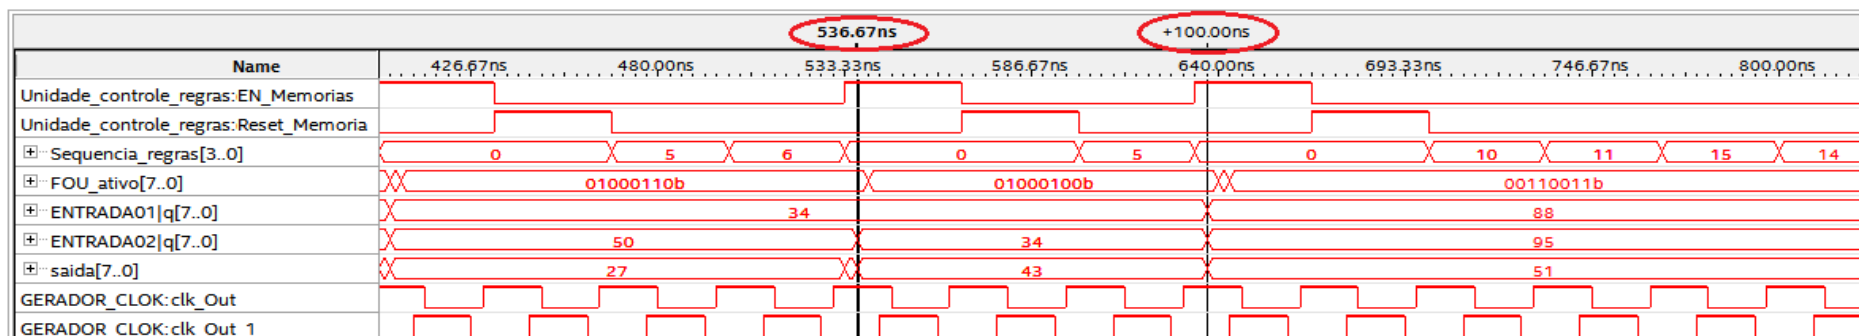 536.67ns +100.00ns
Name 426.67ns 480.00ns 533.33ns 586.67ns 640.00ns 693.33ns 746.67ns 800.00ns
Unidade_controle_regras:EN_Memorias
Unidade_controle_regras:Reset_Memoria
Sequencia_regras[3..0] 0 5 6 0 5 0 10 11 15 14
FOU_ativo[7..0] 01000110b 01000100b 00110011b
ENTRADA01|q[7..0] 34 88
ENTRADA02|q[7..0] 50 34 95
saida[7..0] 27 43 51
GERADOR_CLOK:clk_Out
GERADOR_CLOK:clk_Out_1